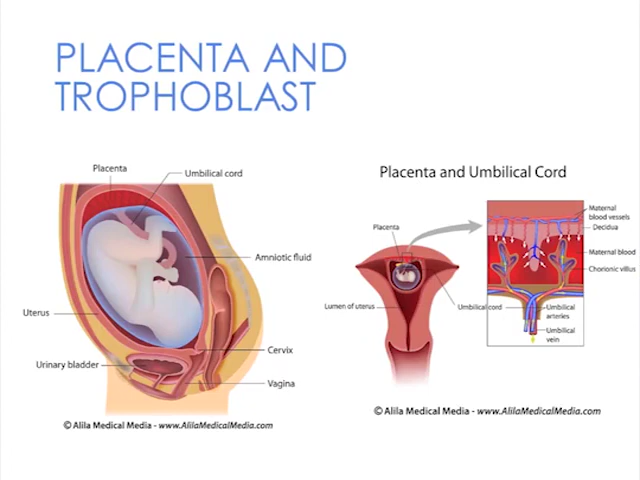 PLACENTA AND
TROPHOBLAST
Placenta
Umbilical cord
Amniotic fluid
Uterus
Cervix
Urinary bladder
Vagina
© Alila Medical Media - www.AlilaMedicalMedia.com
Placenta and Umbilical Cord
Placenta
Lumen of uterus
Umbilical cord
Maternal
blood vessels
Decidua
Maternal blood
Chorionic villus
Umbilical
arteries
Umbilical
vein
© Alila Medical Media - www.AlilaMedicalMedia.com